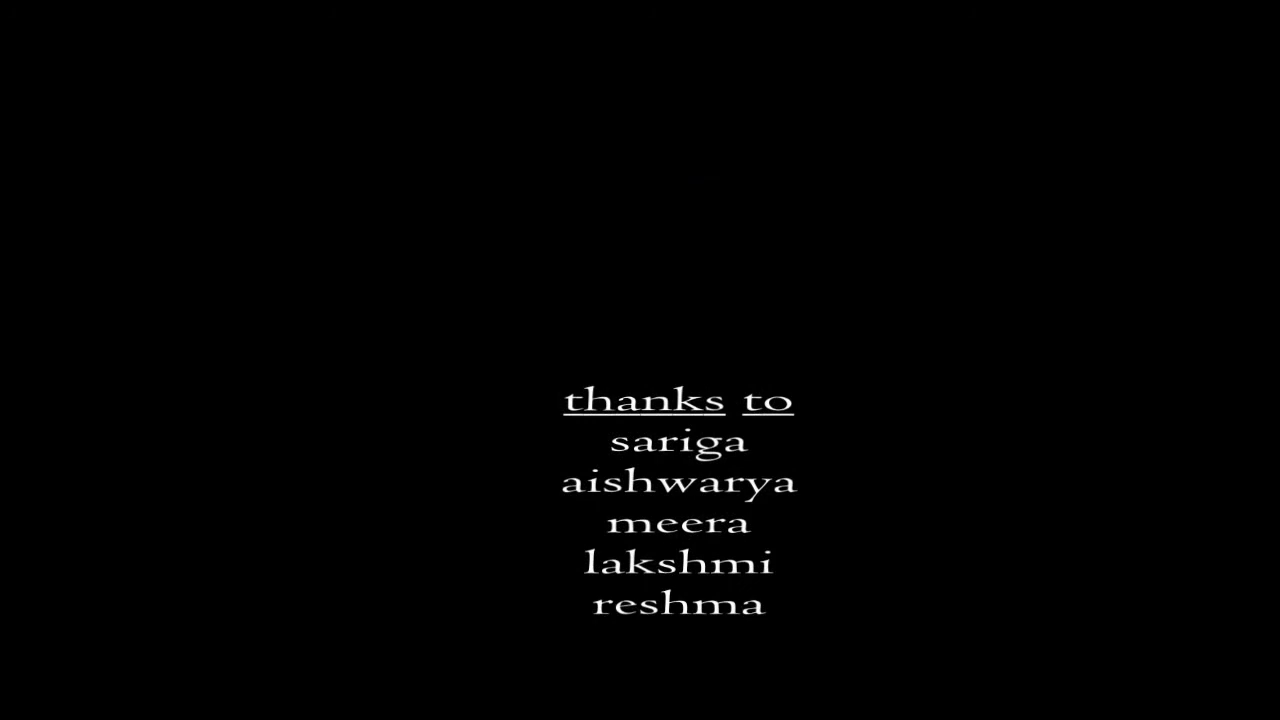 thanks to
sariga
aishwarya
meera
lakshmi
reshma